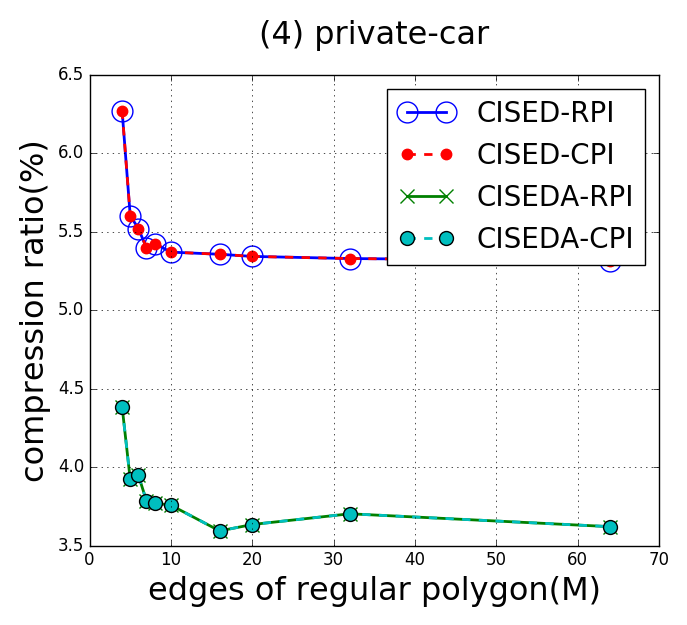 (4) private-car
compression ratio(%)
6.5
6.0
5.5
5.0
4.5
4.0
3.5
CISED-RPI
CISED-CPI
CISEDA-RPI
CISEDA-CPI
0 10 20 30 40 50 60 70
edges of regular polygon(M)